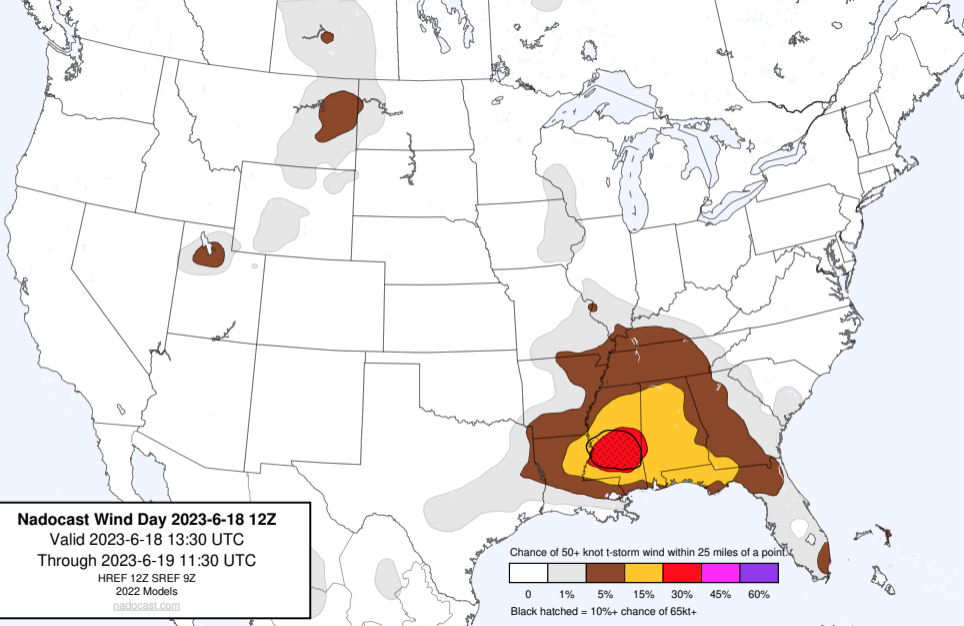 Nadocast Wind Day 2023-6-18 12Z
Valid 2023-6-18 13:30 UTC
Through 2023-6-19 11:30 UTC
HREF 12Z SREF 9Z
2022 Models
nadocast.com
Chance of 50+ knot t-storm wind within 25 miles of a point.
0 1% 5% 15% 30% 45% 60%
Black hatched = 10%+ chance of 65kt+